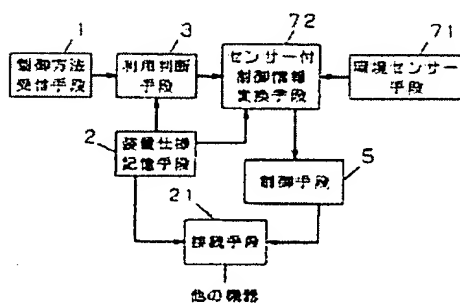 1
3
72
71
制御方法
受付手段
利用判断
手段
センサー付
制御情報
変換手段
環境センサー
手段
2
装置仕様
記憶手段
5
制御手段
21
接続手段
他の機器